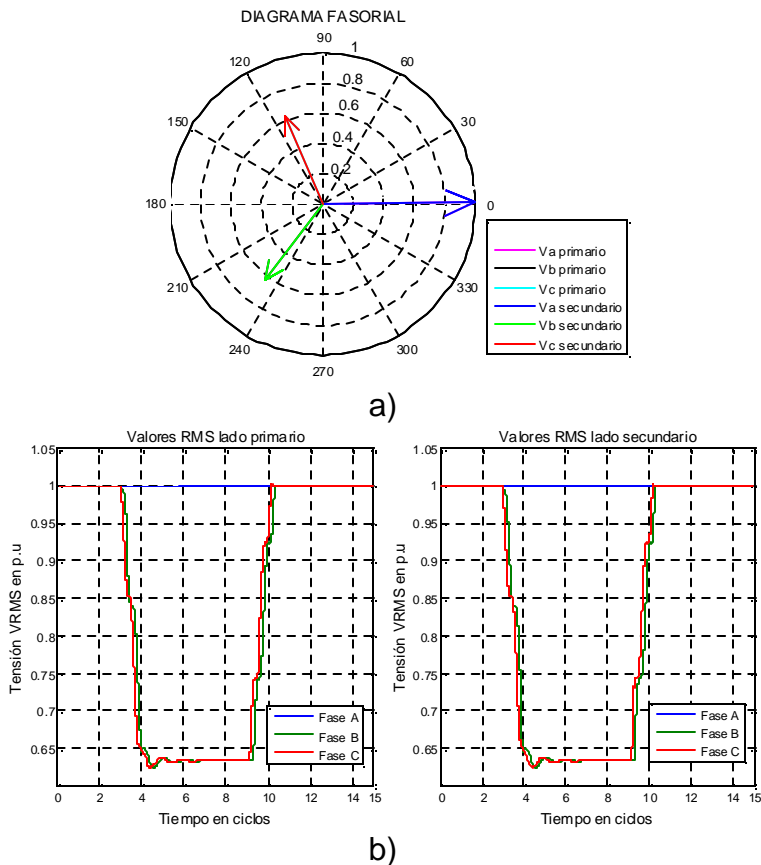 DIAGRAMA FASORIAL
90
1
120
60
0.8
0.6
150
30
0.4
0.2
180
0
210
330
240
300
270
Va primario
Vb primario
Vc primario
Va secundario
Vb secundario
Vc secundario
a)
Valores RMS lado primario
1.05
1
0.95
0.9
0.85
0.8
0.75
0.7
0.65
Tensión VRMS en p.u
Fase A
Fase B
Fase C
0 2 4 6 8 10 12 14 15
Tiempo en ciclos
Valores RMS lado secundario
1.05
1
0.95
0.9
0.85
0.8
0.75
0.7
0.65
Tensión VRMS en p.u
Fase A
Fase B
Fase C
0 2 4 6 8 10 12 14 15
Tiempo en ciclos
b)